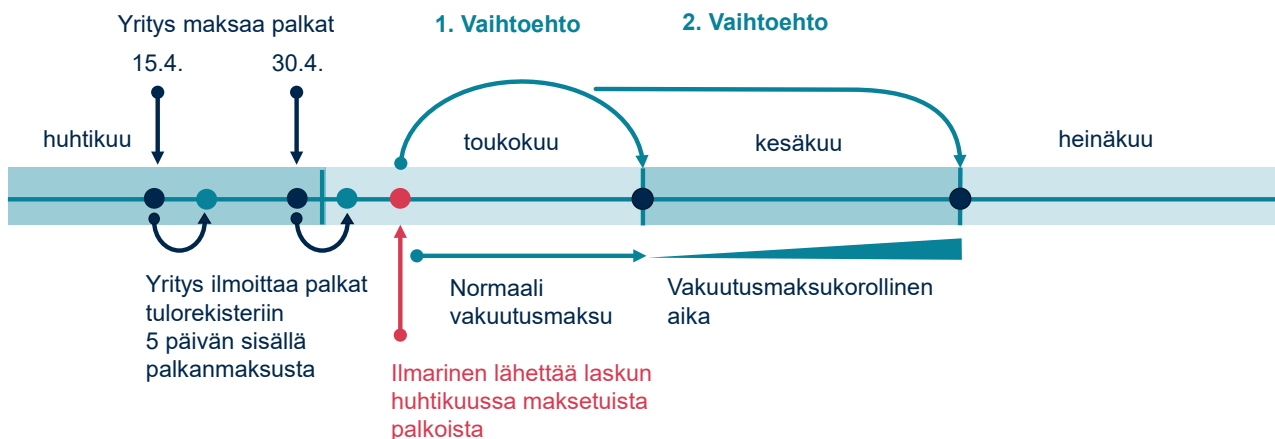 Yritys maksaa palkat
15.4.
30.4.
1. Vaihtoehto
2. Vaihtoehto
huhtikuu
toukokuu
kesäkuu
heinäkuu
Yritys ilmoittaa palkat
tulorekisteriin
5 päivän sisällä
palkanmaksusta
Normaali
vakuutusmaksu
Vakuutusmaksukorollinen
aika
Ilmarinen lähettää laskun
huhtikuussa maksetuista
palkoista